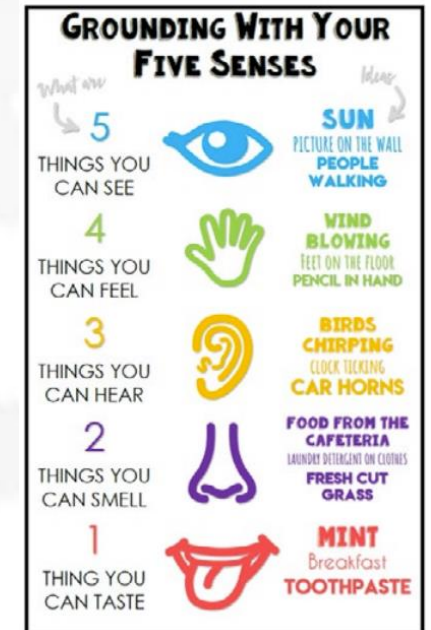 GROUNDING WITH YOUR
FIVE SENSES
What are
Ideas
5
THINGS YOU
CAN SEE
SUN
PICTURE ON THE WALL
PEOPLE
WALKING
4
THINGS YOU
CAN FEEL
WIND
BLOWING
FEET ON THE FLOOR
PENCIL IN HAND
3
THINGS YOU
CAN HEAR
BIRDS
CHIRPING
CLOCK TICKING
CAR HORNS
2
THINGS YOU
CAN SMELL
FOOD FROM THE
CAFETERIA
LAUNDRY DETERGENT ON CLOTHES
FRESH CUT
GRASS
1
THING YOU
CAN TASTE
MINT
Breakfast
TOOTHPASTE